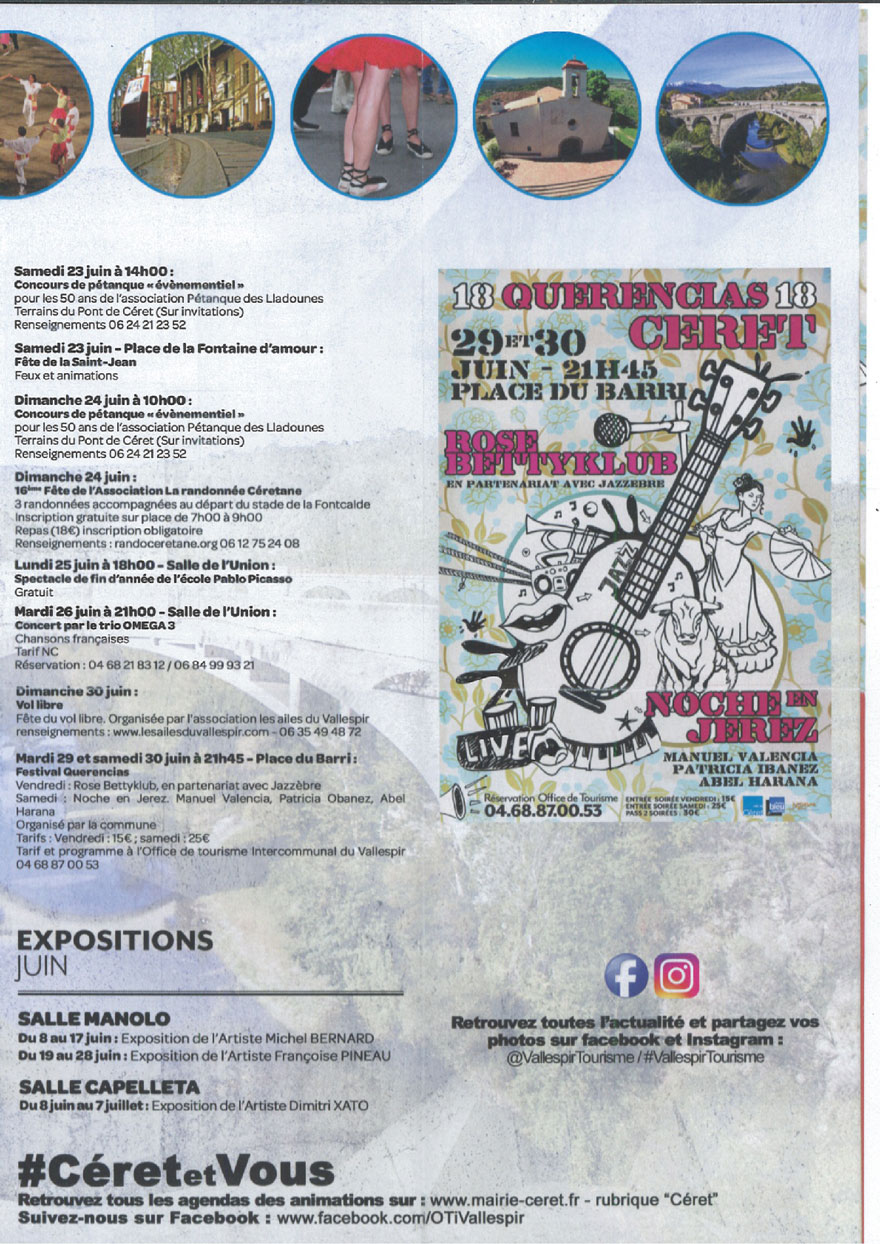 Samedi 23 juin à 14h00 :
Concours de pétanque « évènementiel »
pour les 50 ans de l'association Pétanque des Lladounes
Terrains du Pont de Céret (Sur invitations)
Renseignements 06 24 21 23 52
Samedi 23 juin – Place de la Fontaine d'amour :
Fête de la Saint-Jean
Feux et animations
Dimanche 24 juin à 10h00 :
Concours de pétanque « évènementiel »
pour les 50 ans de l'association Pétanque des Lladounes
Terrains du Pont de Céret (Sur invitations)
Renseignements 06 24 21 23 52
Dimanche 24 juin :
16ème Fête de l'Association La randonnée Céretane
3 randonnées accompagnées au départ du stade de la Fontcalde
Inscription gratuite sur place de 7h00 à 9h00
Repas (18€) inscription obligatoire
Renseignements : randoceretane.org 06 12 75 24 08
Lundi 25 juin à 18h00 – Salle de l'Union :
Spectacle de fin d'année de l'école Pablo Picasso
Gratuit
Mardi 26 juin à 21h00 – Salle de l'Union :
Concert par le trio OMEGA 3
Chansons françaises
Tarif NC
Réservation : 04 68 21 83 12 / 06 84 99 93 21
Dimanche 30 juin :
Vol libre
Fête du vol libre. Organisée par l'association les ailes du Vallespir
renseignements : www.lesailesduvallespir.com – 06 35 49 48 72
Mardi 29 et samedi 30 juin à 21h45 – Place du Barri :
Festival Querencias
Vendredi : Rose Bettyklub, en partenariat avec Jazzèbre
Samedi : Noche en Jerez. Manuel Valencia, Patricia Obanez, Abel
Harana
Organisé par la commune
Tarifs : Vendredi : 15€ ; samedi : 25€
Tarif et programme à l'Office de tourisme Intercommunal du Vallespir
04 68 87 00 53
18 QUERENCIAS 18
CERET
29 ET 30
JUIN - 21H45
PLACE DU BARRI
ROSE
BETTYKLUB
EN PARTENARIAT AVEC JAZZEBRE
JAZZ
LIVE
NOCHE EN
JEREZ
MANUEL VALENCIA
PATRICIA IBANEZ
ABEL HARANA
Réservation Office de Tourisme
04.68.87.00.53
ENTRÉE SOIRÉE VENDREDI : 15€
ENTRÉE SOIRÉE SAMEDI : 25€
PASS 2 SOIRÉES : 30€
bleu
EXPOSITIONS
JUIN
SALLE MANOLO
Du 8 au 17 juin : Exposition de l'Artiste Michel BERNARD
Du 19 au 28 juin : Exposition de l'Artiste Françoise PINEAU
SALLE CAPELLETA
Du 8 juin au 7 juillet : Exposition de l'Artiste Dimitri XATO
Retrouvez toutes l'actualité et partagez vos
photos sur facebook et Instagram :
@VallespirTourisme / #VallespirTourisme
#CéretetVous
Retrouvez tous les agendas des animations sur : www.mairie-ceret.fr - rubrique "Céret"
Suivez-nous sur Facebook : www.facebook.com/OTiVallespir